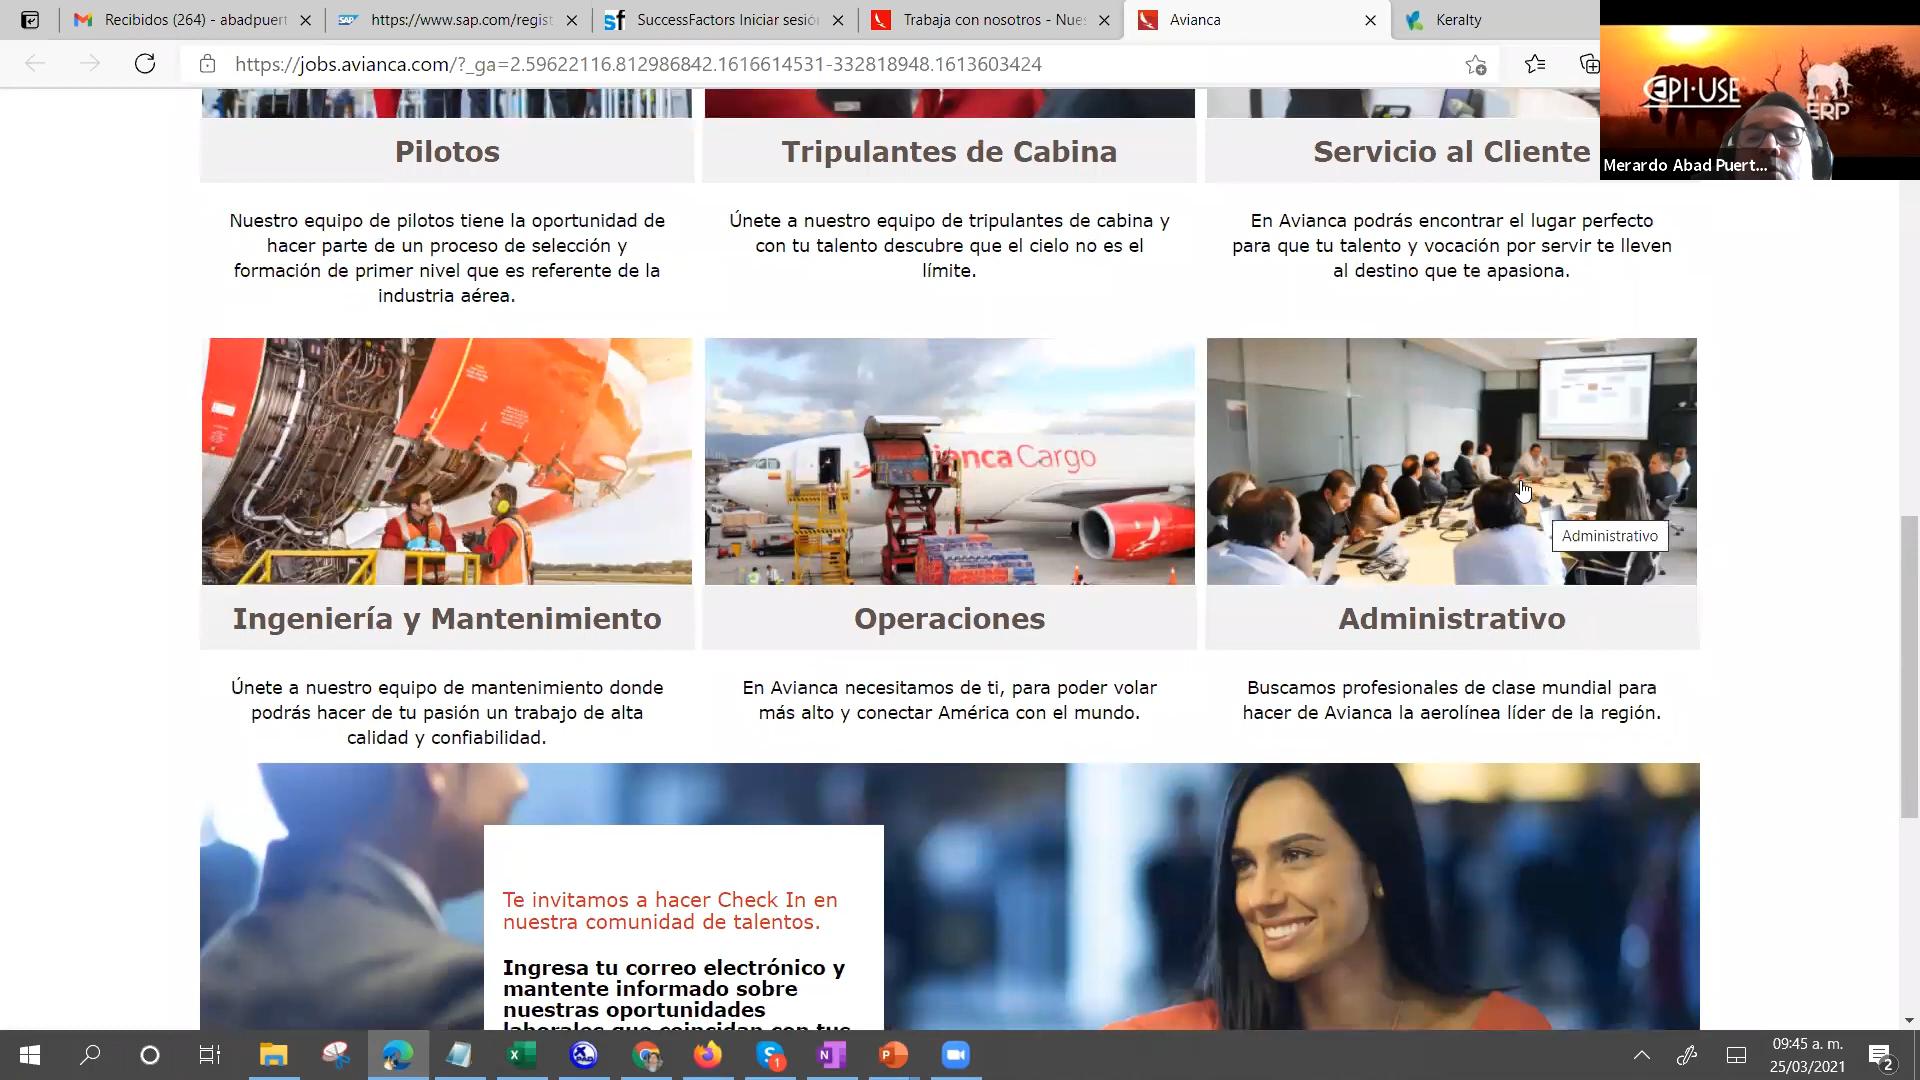 Recibidos (264) - abadpuert
https://www.sap.com/regist
SuccessFactors Iniciar sesió
Trabaja con nosotros - Nues
Avianca
Keralty
https://jobs.avianca.com/?_ga=2.59622116.812986842.1616614531-332818948.1613603424
EPI·USE
ERP
Merardo Abad Puert...
Pilotos
Tripulantes de Cabina
Servicio al Cliente
Nuestro equipo de pilotos tiene la oportunidad de
hacer parte de un proceso de selección y
formación de primer nivel que es referente de la
industria aérea.
Únete a nuestro equipo de tripulantes de cabina y
con tu talento descubre que el cielo no es el
límite.
En Avianca podrás encontrar el lugar perfecto
para que tu talento y vocación por servir te lleven
al destino que te apasiona.
anca Cargo
Administrativo
Ingeniería y Mantenimiento
Operaciones
Administrativo
Únete a nuestro equipo de mantenimiento donde
podrás hacer de tu pasión un trabajo de alta
calidad y confiabilidad.
En Avianca necesitamos de ti, para poder volar
más alto y conectar América con el mundo.
Buscamos profesionales de clase mundial para
hacer de Avianca la aerolínea líder de la región.
Te invitamos a hacer Check In en
nuestra comunidad de talentos.
Ingresa tu correo electrónico y
mantente informado sobre
nuestras oportunidades
laborales que coincidan con tus
09:45 a. m.
25/03/2021